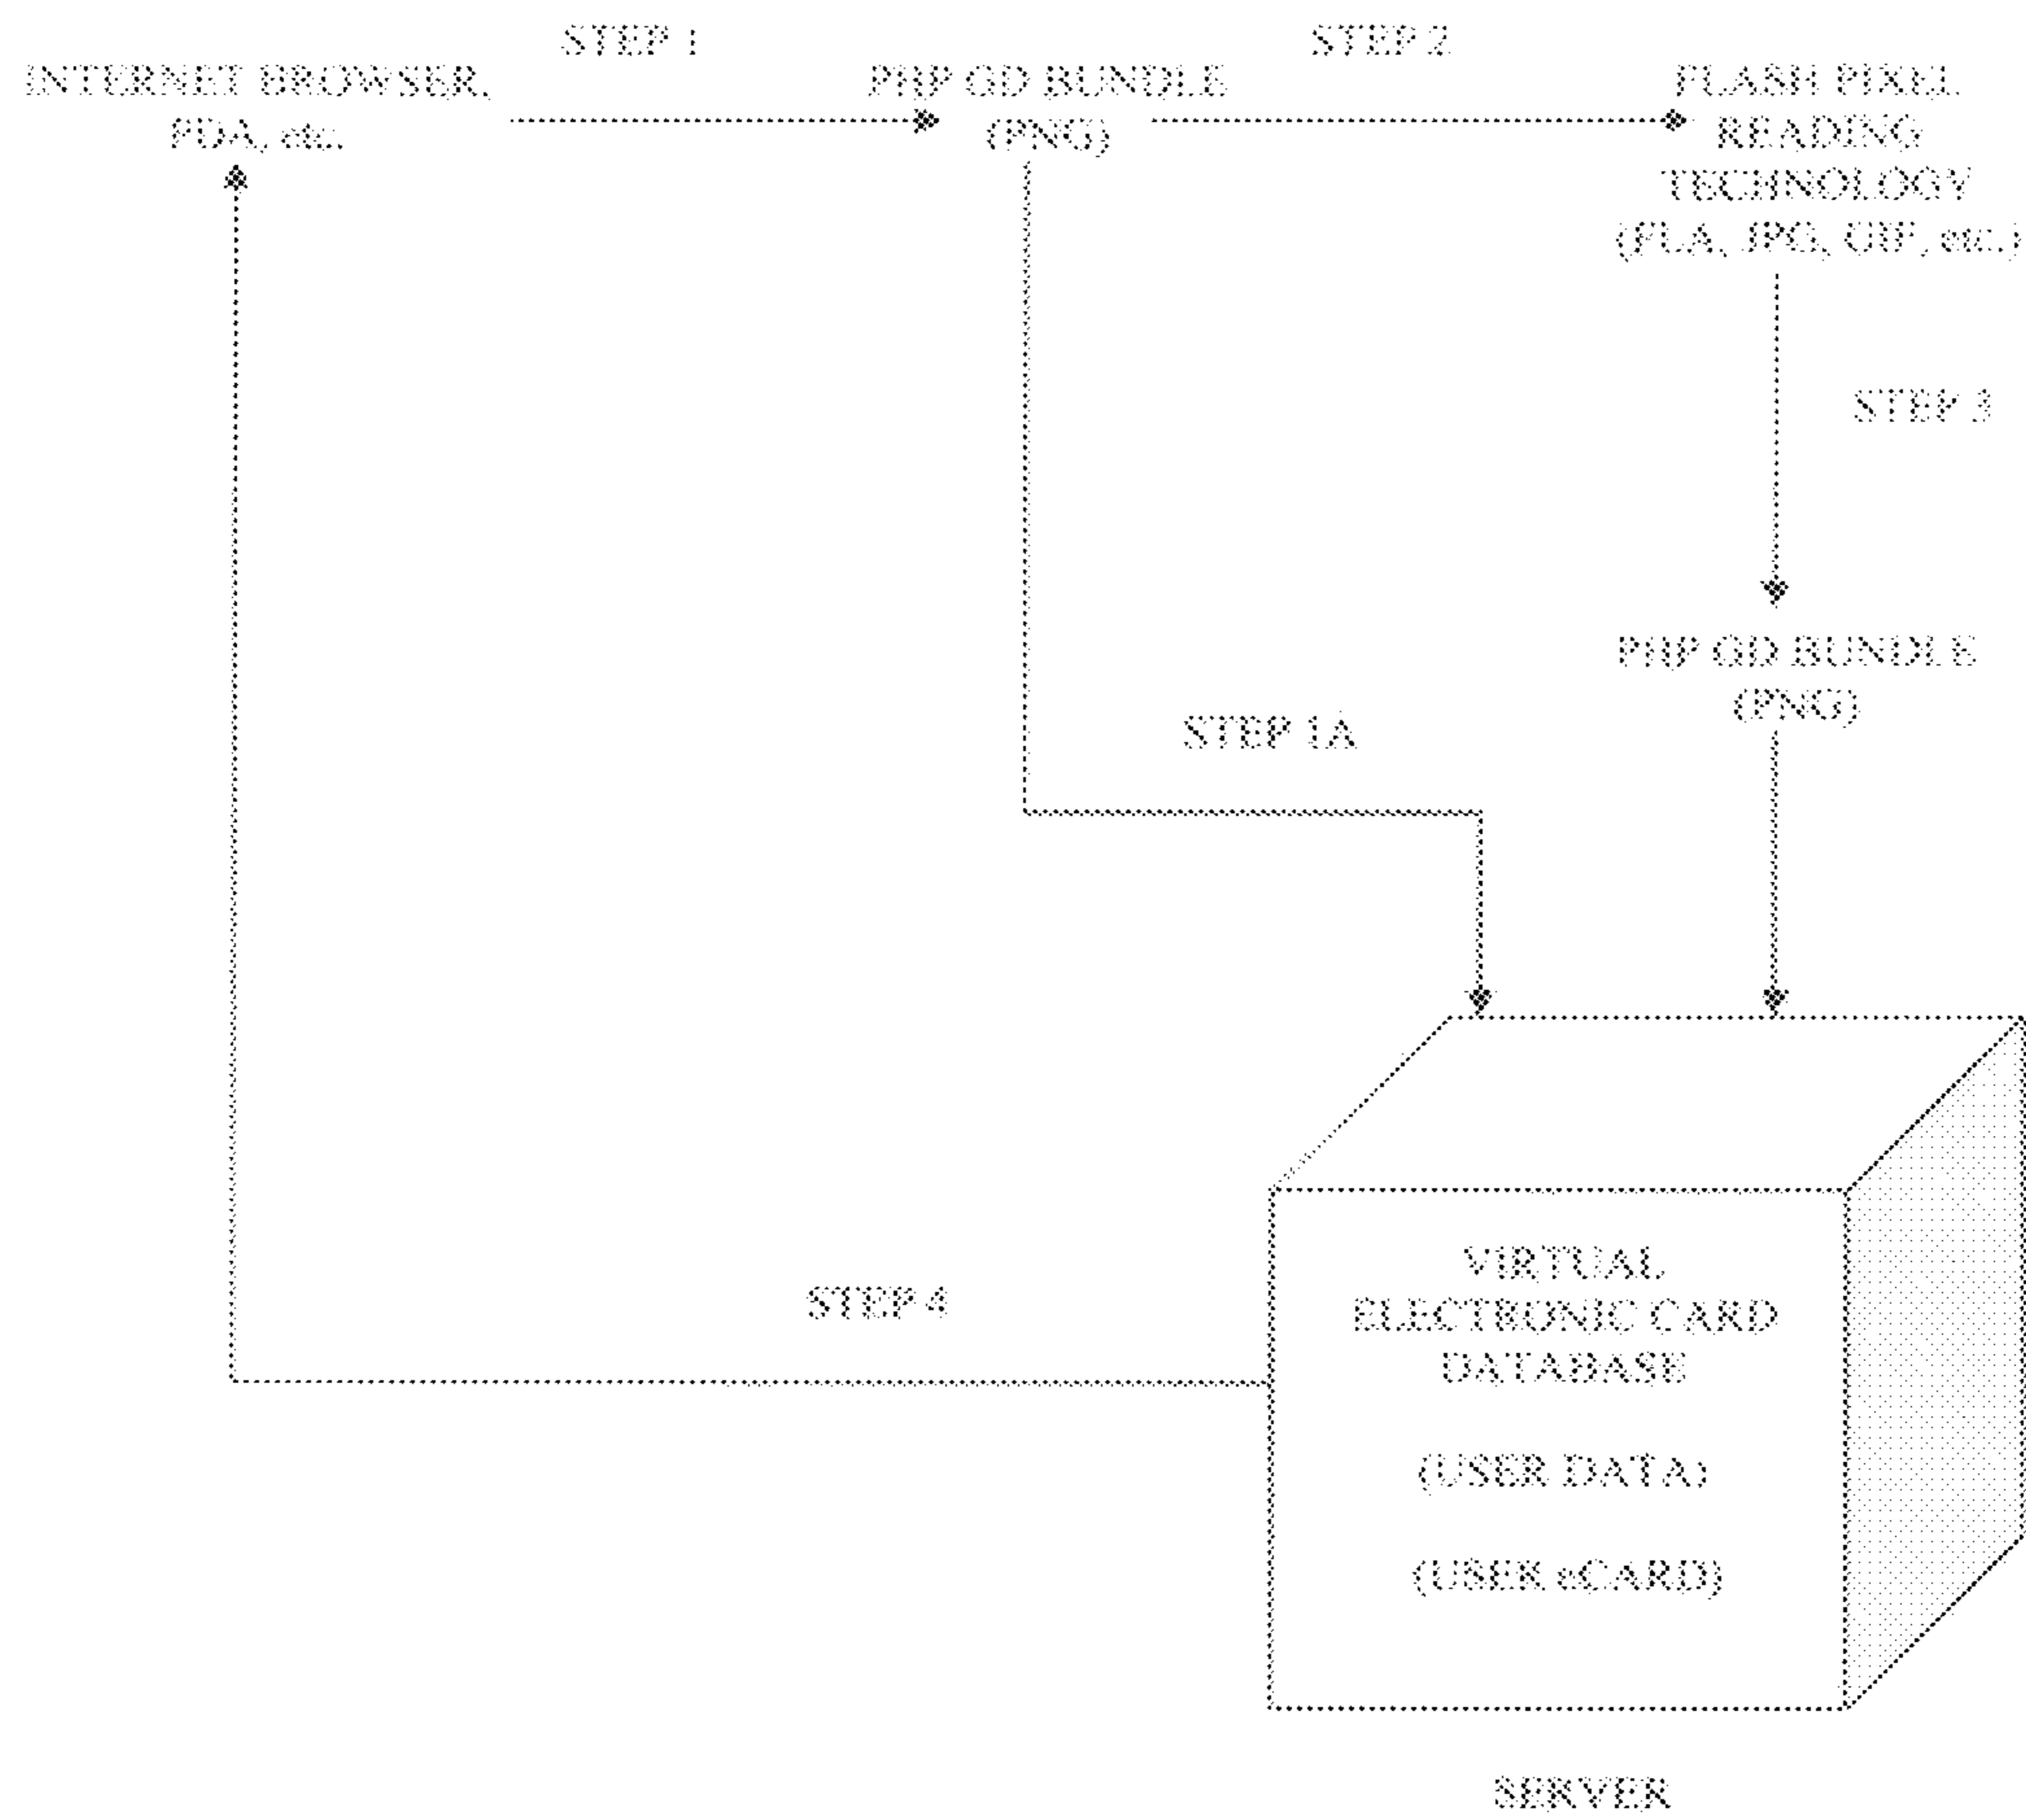 STEP 1
STEP 2
INTERNET BROWSER,
PDA, etc.
PHP GD BUNDLE
(PNG)
FLASH PIXEL
READING
TECHNOLOGY
(FLA, JPG, GIF, etc.)
STEP 3
PHP GD BUNDLE
(PNG)
STEP 1A
STEP 4
VIRTUAL
ELECTRONIC CARD
DATABASE
(USER DATA)
(USER eCARD)
SERVER